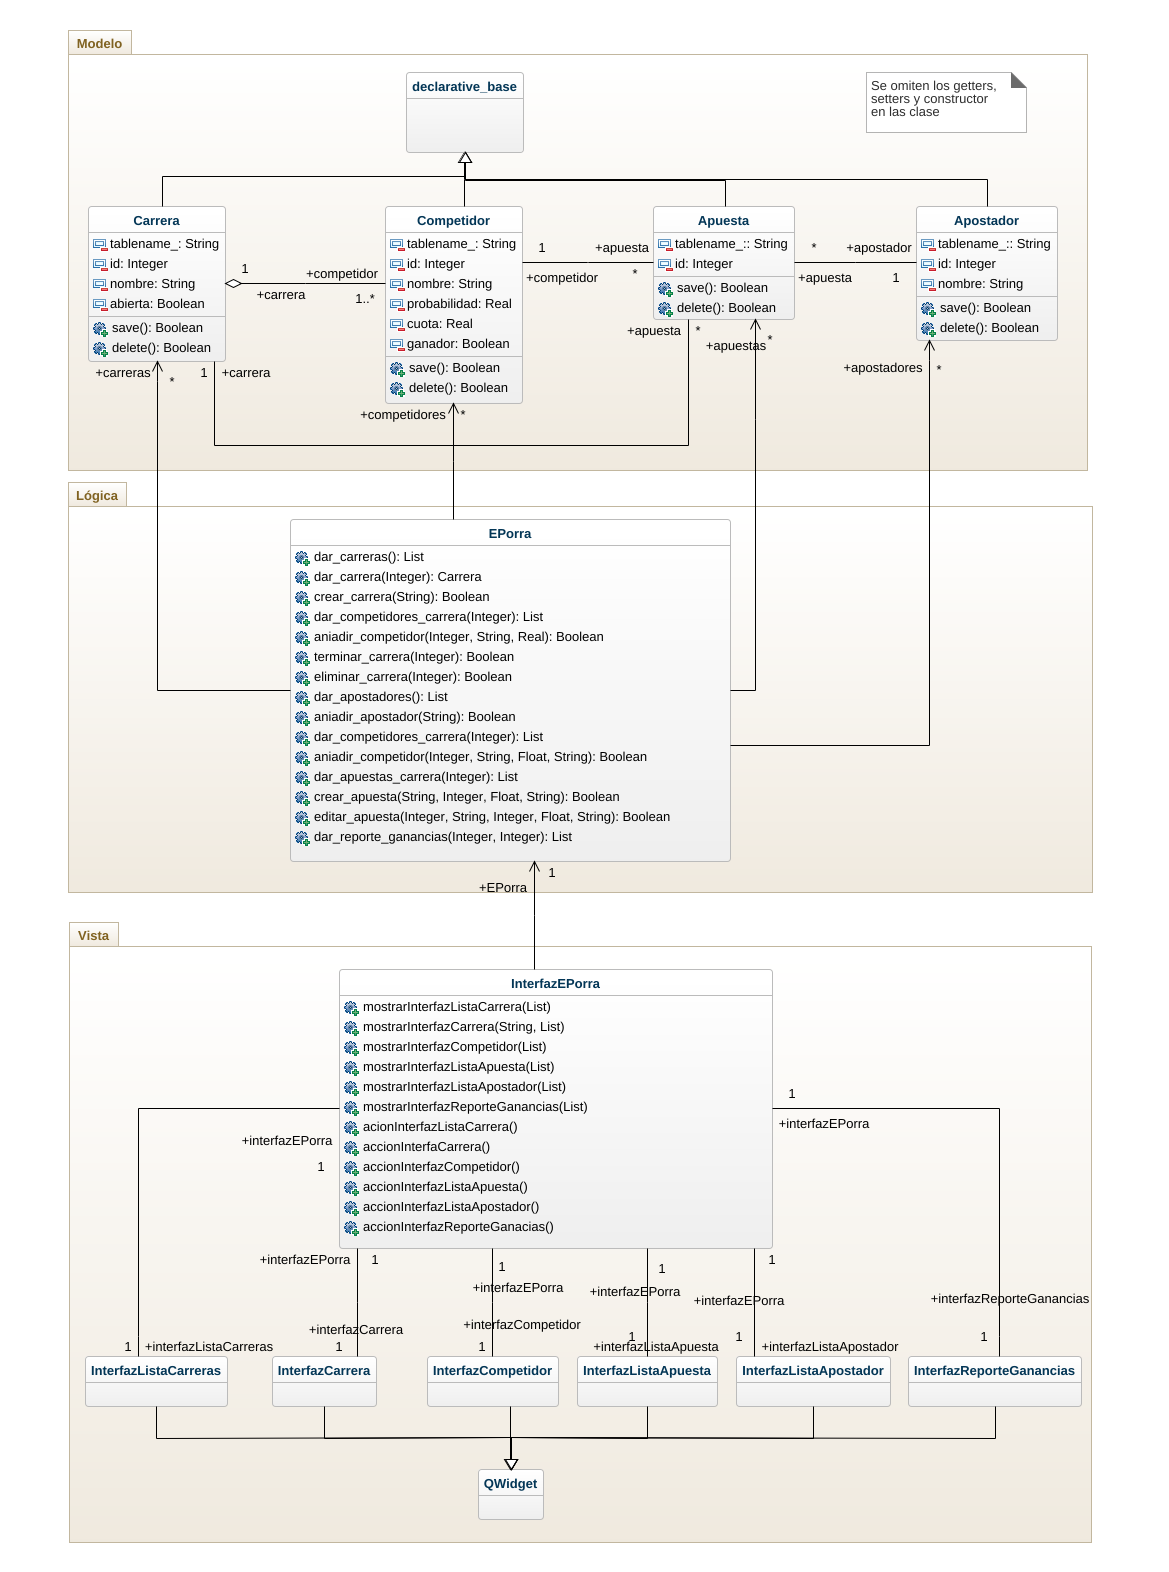 Modelo
declarative_base
Se omiten los getters,
setters y constructor
en las clase
Carrera
tablename_: String
id: Integer
nombre: String
abierta: Boolean
save(): Boolean
delete(): Boolean
Competidor
tablename_: String
id: Integer
nombre: String
probabilidad: Real
cuota: Real
ganador: Boolean
save(): Boolean
delete(): Boolean
Apuesta
tablename_:: String
id: Integer
save(): Boolean
delete(): Boolean
Apostador
tablename_:: String
id: Integer
nombre: String
save(): Boolean
delete(): Boolean
1
+competidor
+carrera
1..*
1
+apuesta
+competidor
*
*
+apostador
+apuesta
1
+carreras
*
1
+carrera
+competidores
*
+apuesta
*
+apuestas
*
+apostadores
*
Lógica
EPorra
dar_carreras(): List
dar_carrera(Integer): Carrera
crear_carrera(String): Boolean
dar_competidores_carrera(Integer): List
aniadir_competidor(Integer, String, Real): Boolean
terminar_carrera(Integer): Boolean
eliminar_carrera(Integer): Boolean
dar_apostadores(): List
aniadir_apostador(String): Boolean
dar_competidores_carrera(Integer): List
aniadir_competidor(Integer, String, Float, String): Boolean
dar_apuestas_carrera(Integer): List
crear_apuesta(String, Integer, Float, String): Boolean
editar_apuesta(Integer, String, Integer, Float, String): Boolean
dar_reporte_ganancias(Integer, Integer): List
1
+EPorra
Vista
InterfazEPorra
mostrarInterfazListaCarrera(List)
mostrarInterfazCarrera(String, List)
mostrarInterfazCompetidor(List)
mostrarInterfazListaApuesta(List)
mostrarInterfazListaApostador(List)
mostrarInterfazReporteGanancias(List)
acionInterfazListaCarrera()
accionInterfaCarrera()
accionInterfazCompetidor()
accionInterfazListaApuesta()
accionInterfazListaApostador()
accionInterfazReporteGanacias()
+interfazEPorra
1
1
+interfazEPorra
+interfazEPorra
1
1
+interfazEPorra
1
+interfazEPorra
1
+interfazEPorra
+interfazReporteGanancias
1
+interfazListaCarreras
+interfazCarrera
1
+interfazCompetidor
1
1
+interfazListaApuesta
1
+interfazListaApostador
1
InterfazListaCarreras
InterfazCarrera
InterfazCompetidor
InterfazListaApuesta
InterfazListaApostador
InterfazReporteGanancias
QWidget